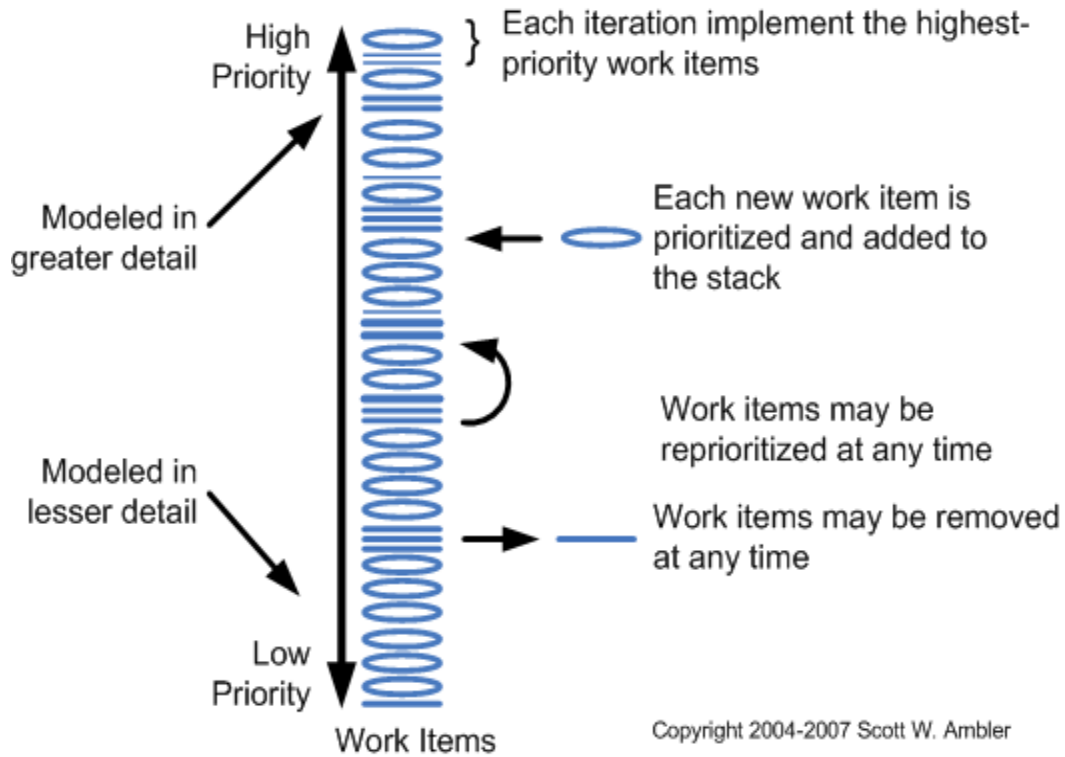 High
Priority
Each iteration implement the highest-
priority work items
Modeled in
greater detail
Each new work item is
prioritized and added to
the stack
Work items may be
reprioritized at any time
Modeled in
lesser detail
Work items may be removed
at any time
Low
Priority
Work Items
Copyright 2004-2007 Scott W. Ambler